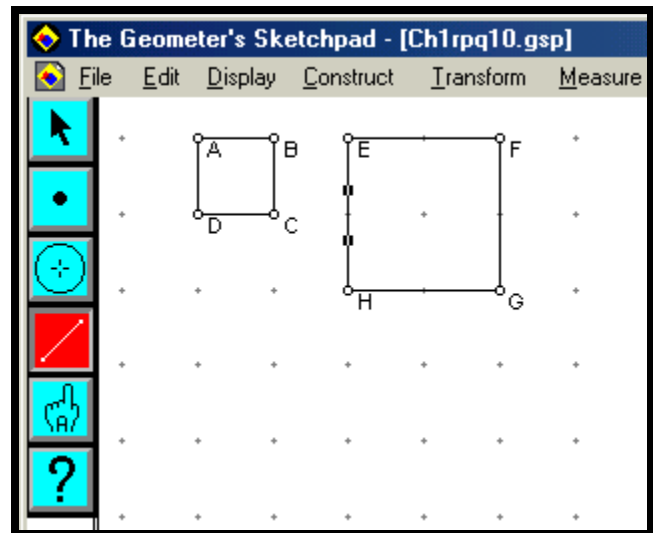 The Geometer's Sketchpad - [Ch1rpq10.gsp]
File Edit Display Construct Transform Measure
A B E F
D C
H G
A
?